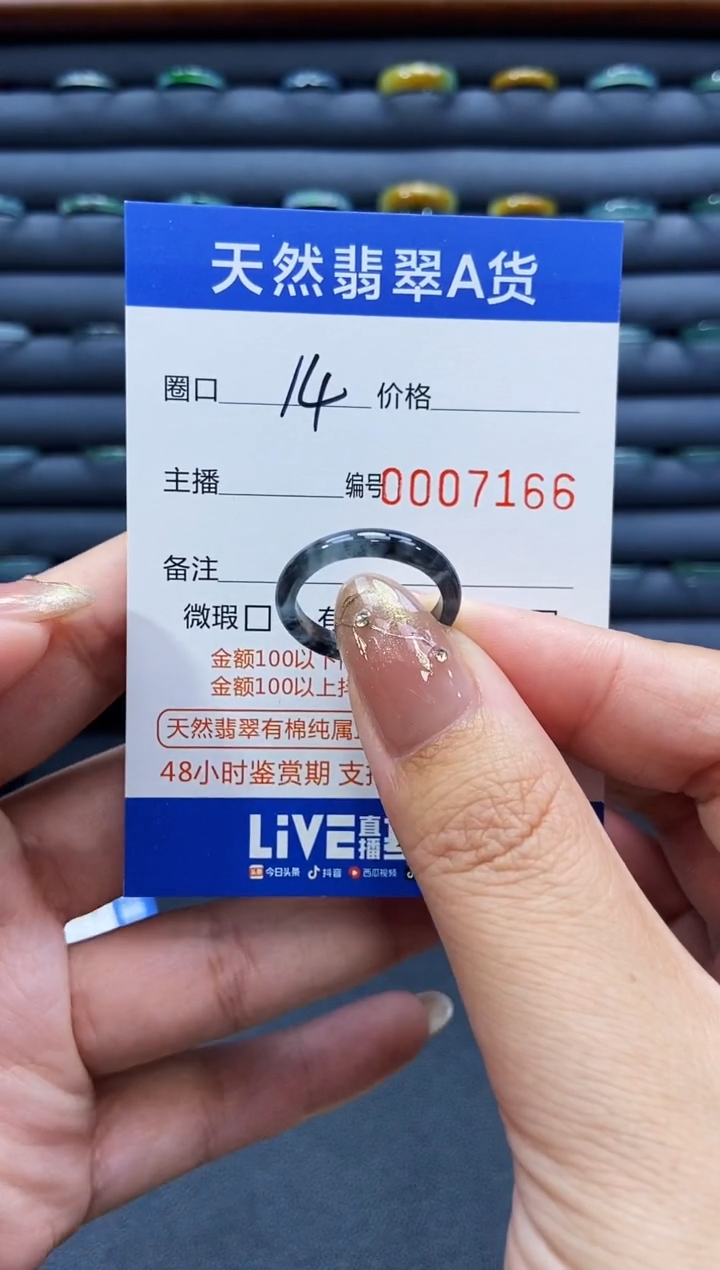 天然翡翠A货
圈口 14 价格
主播 编号0007166
备注
微瑕 有
金额100以下
金额100以上
天然翡翠有棉纯属
48小时鉴赏期 支
LiVE直播
今日头条 抖音 西瓜视频